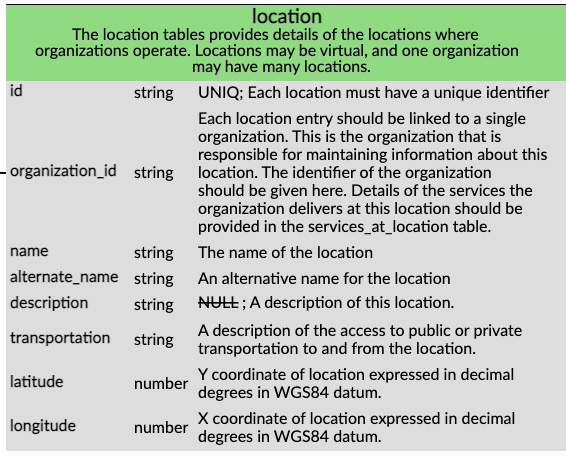 location
The location tables provides details of the locations where
organizations operate. Locations may be virtual, and one organization
may have many locations.
id string UNIQ; Each location must have a unique identifier
Each location entry should be linked to a single
organization. This is the organization that is
responsible for maintaining information about this
organization_id string location. The identifier of the organization
should be given here. Details of the services the
organization delivers at this location should be
provided in the services_at_location table.
name string The name of the location
alternate_name string An alternative name for the location
description string NULL ; A description of this location.
transportation string A description of the access to public or private
transportation to and from the location.
latitude number Y coordinate of location expressed in decimal
degrees in WGS84 datum.
longitude number X coordinate of location expressed in decimal
degrees in WGS84 datum.